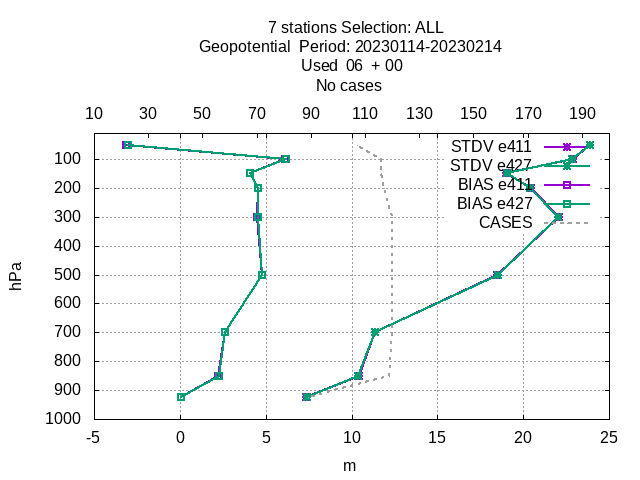 7 stations Selection: ALL
Geopotential  Period: 20230114-20230214
Used  06  + 00
No cases
10 30 50 70 90 110 130 150 170 190
STDV e411
STDV e427
BIAS e411
BIAS e427
CASES
100
200
300
400
500
600
700
800
900
1000
hPa
-5 0 5 10 15 20 25
m